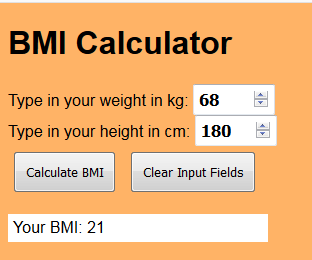 BMI Calculator
Type in your weight in kg: 68
Type in your height in cm: 180
Calculate BMI Clear Input Fields
Your BMI: 21